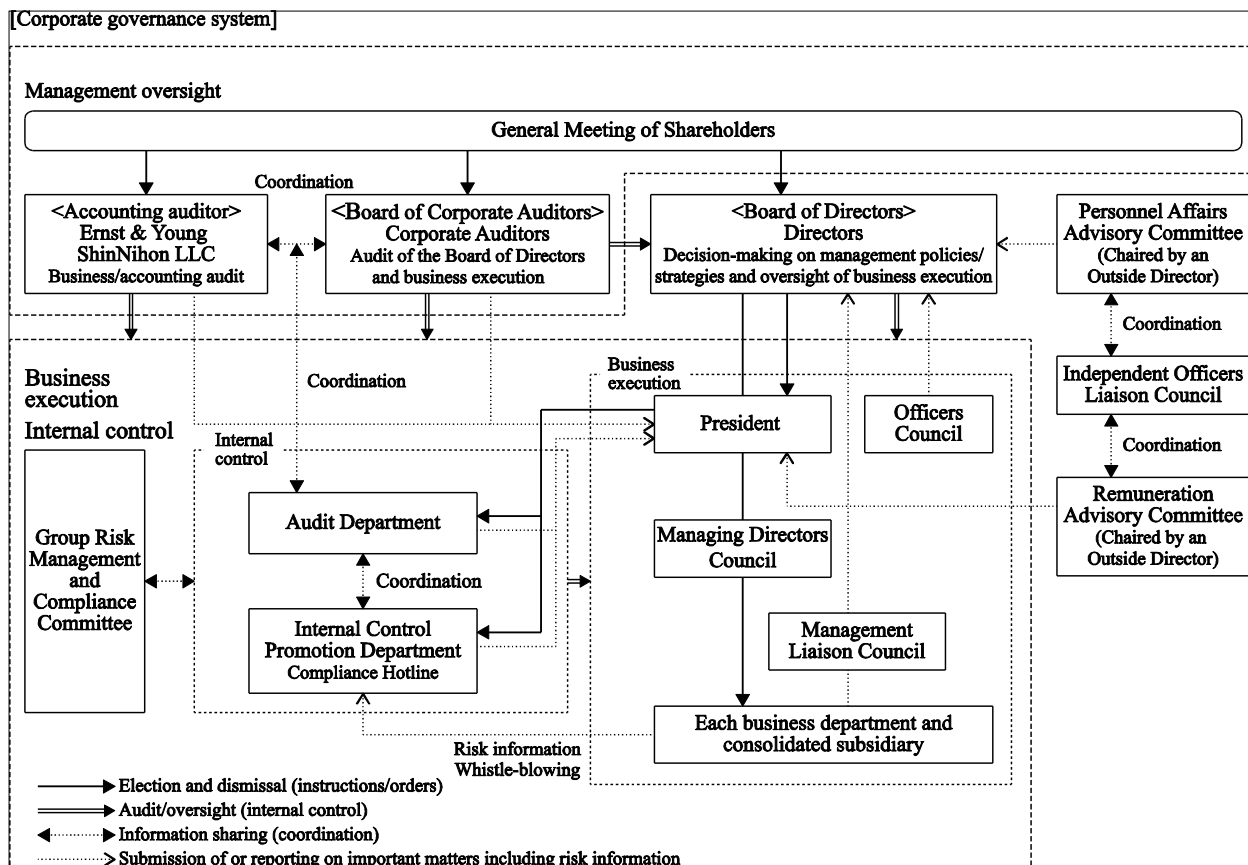 [Corporate governance system]
Management oversight
General Meeting of Shareholders
Coordination
<Accounting auditor>
Ernst & Young
ShinNihon LLC
Business/accounting audit
<Board of Corporate Auditors>
Corporate Auditors
Audit of the Board of Directors
and business execution
<Board of Directors>
Directors
Decision-making on management policies/
strategies and oversight of business execution
Personnel Affairs
Advisory Committee
(Chaired by an
Outside Director)
Coordination
Independent Officers
Liaison Council
Coordination
Remuneration
Advisory Committee
(Chaired by an
Outside Director)
Business
execution
Internal control
Coordination
Business
execution
President
Officers
Council
Internal
control
Group Risk
Management
and
Compliance
Committee
Audit Department
Coordination
Internal Control
Promotion Department
Compliance Hotline
Managing Directors
Council
Management
Liaison Council
Each business department and
consolidated subsidiary
Risk information
Whistle-blowing
Election and dismissal (instructions/orders)
Audit/oversight (internal control)
Information sharing (coordination)
Submission of or reporting on important matters including risk information